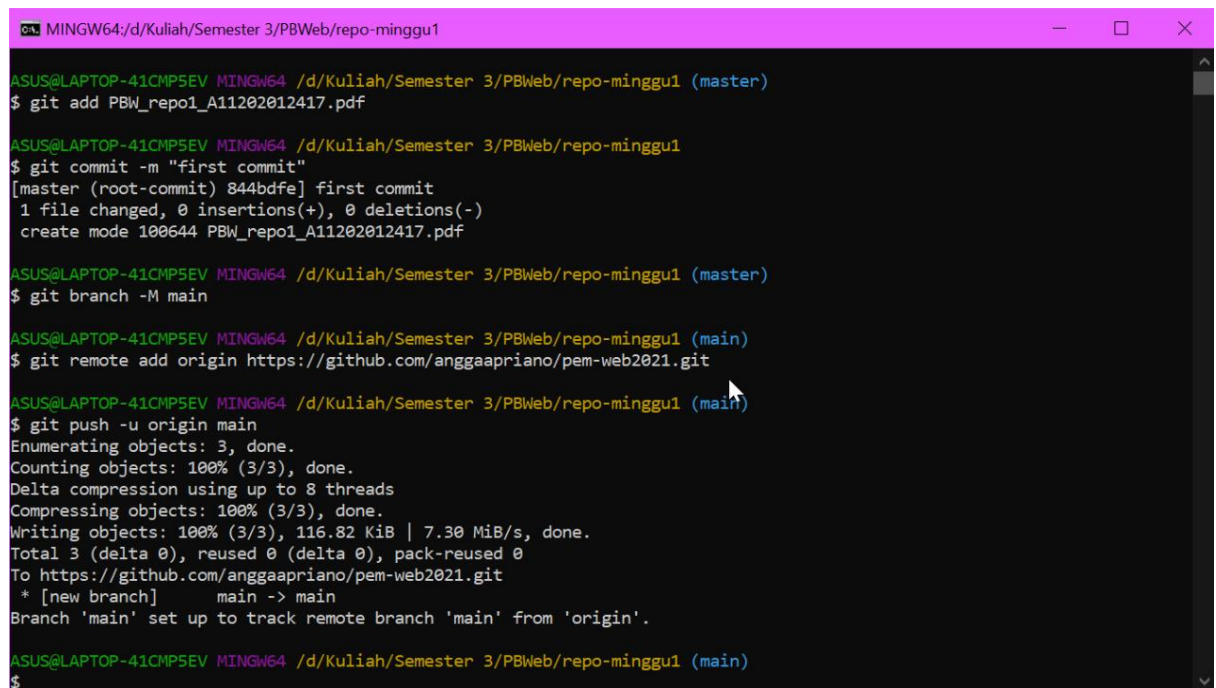 MINGW64:/d/Kuliah/Semester 3/PBWeb/repo-minggu1
ASUS@LAPTOP-41CMP5EV MINGW64 /d/Kuliah/Semester 3/PBWeb/repo-minggu1 (master)
$ git add PBW_repo1_A11202012417.pdf
ASUS@LAPTOP-41CMP5EV MINGW64 /d/Kuliah/Semester 3/PBWeb/repo-minggu1
$ git commit -m "first commit"
[master (root-commit) 844bdfe] first commit
1 file changed, 0 insertions(+), 0 deletions(-)
create mode 100644 PBW_repo1_A11202012417.pdf
ASUS@LAPTOP-41CMP5EV MINGW64 /d/Kuliah/Semester 3/PBWeb/repo-minggu1 (master)
$ git branch -M main
ASUS@LAPTOP-41CMP5EV MINGW64 /d/Kuliah/Semester 3/PBWeb/repo-minggu1 (main)
$ git remote add origin https://github.com/anggaapriano/pem-web2021.git
ASUS@LAPTOP-41CMP5EV MINGW64 /d/Kuliah/Semester 3/PBWeb/repo-minggu1 (main)
$ git push -u origin main
Enumerating objects: 3, done.
Counting objects: 100% (3/3), done.
Delta compression using up to 8 threads
Compressing objects: 100% (3/3), done.
Writing objects: 100% (3/3), 116.82 KiB | 7.30 MiB/s, done.
Total 3 (delta 0), reused 0 (delta 0), pack-reused 0
To https://github.com/anggaapriano/pem-web2021.git
* [new branch]      main -> main
Branch 'main' set up to track remote branch 'main' from 'origin'.
ASUS@LAPTOP-41CMP5EV MINGW64 /d/Kuliah/Semester 3/PBWeb/repo-minggu1 (main)
$